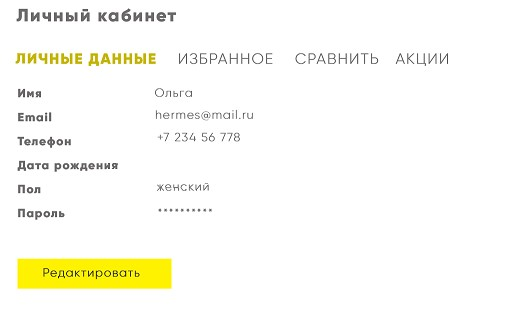 Личный кабинет
ЛИЧНЫЕ ДАННЫЕ ИЗБРАННОЕ СРАВНИТЬ АКЦИИ
Имя Ольга
Email hermes@mail.ru
Телефон +7 234 56 778
Дата рождения
Пол женский
Пароль ••••••••••
Редактировать